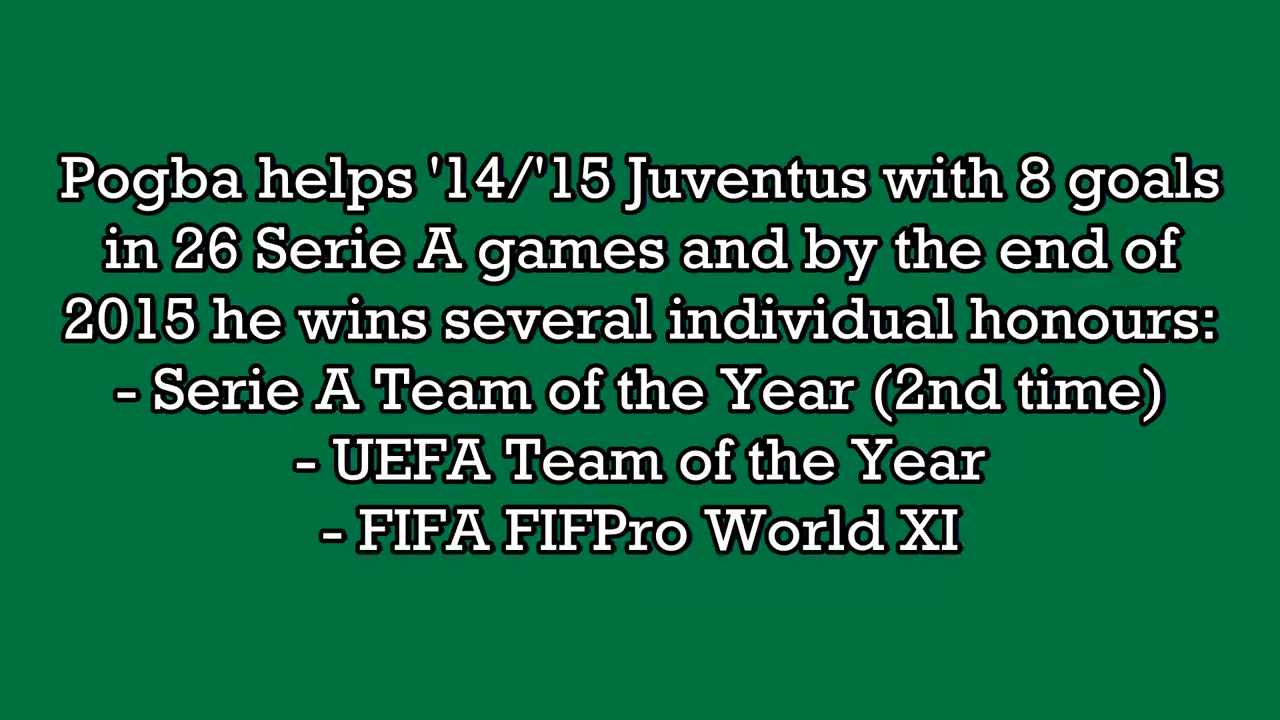 Pogba helps '14/'15 Juventus with 8 goals
in 26 Serie A games and by the end of
2015 he wins several individual honours:
- Serie A Team of the Year (2nd time)
- UEFA Team of the Year
- FIFA FIFPro World XI